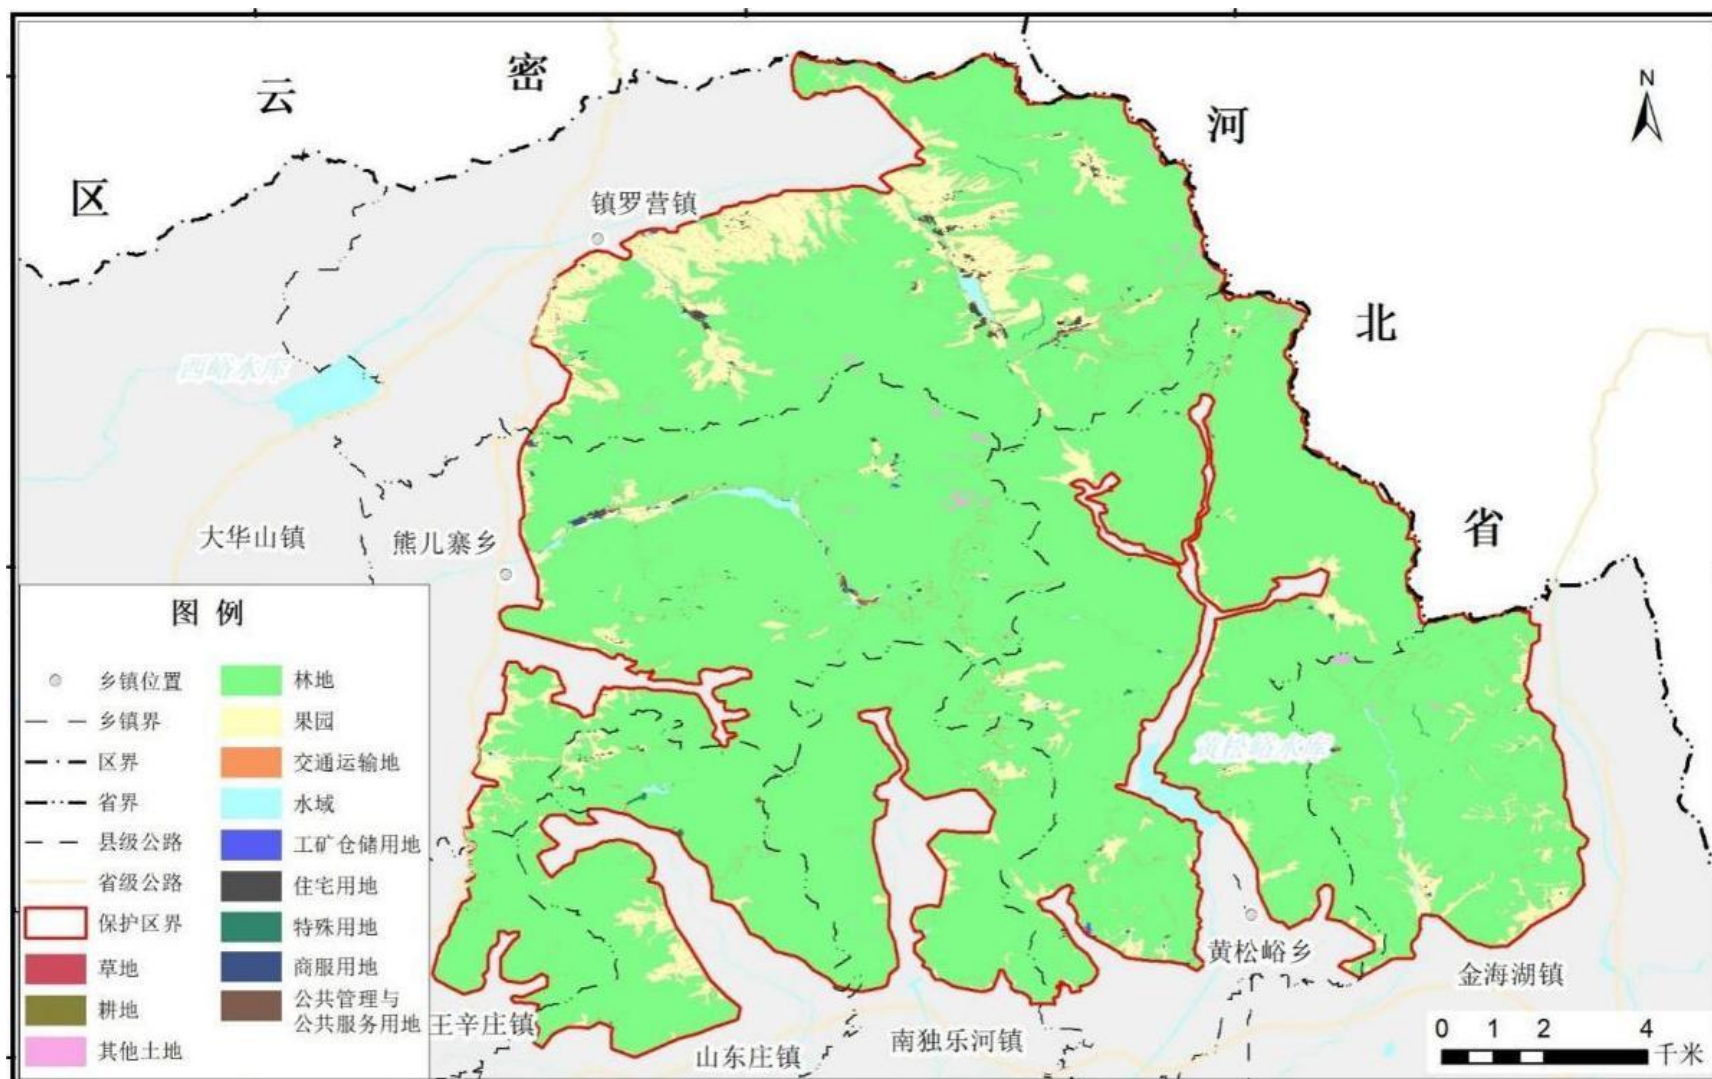 密
云
区
河
北
省
N
镇罗营镇
西峪水库
大华山镇
熊儿寨乡
黄松峪水库
黄松峪乡
金海湖镇
王辛庄镇
山东庄镇
南独乐河镇
图 例
乡镇位置
乡镇界
区界
省界
县级公路
省级公路
保护区界
草地
耕地
其他土地
林地
果园
交通运输地
水域
工矿仓储用地
住宅用地
特殊用地
商服用地
公共管理与
公共服务用地
0 1 2 4
千米